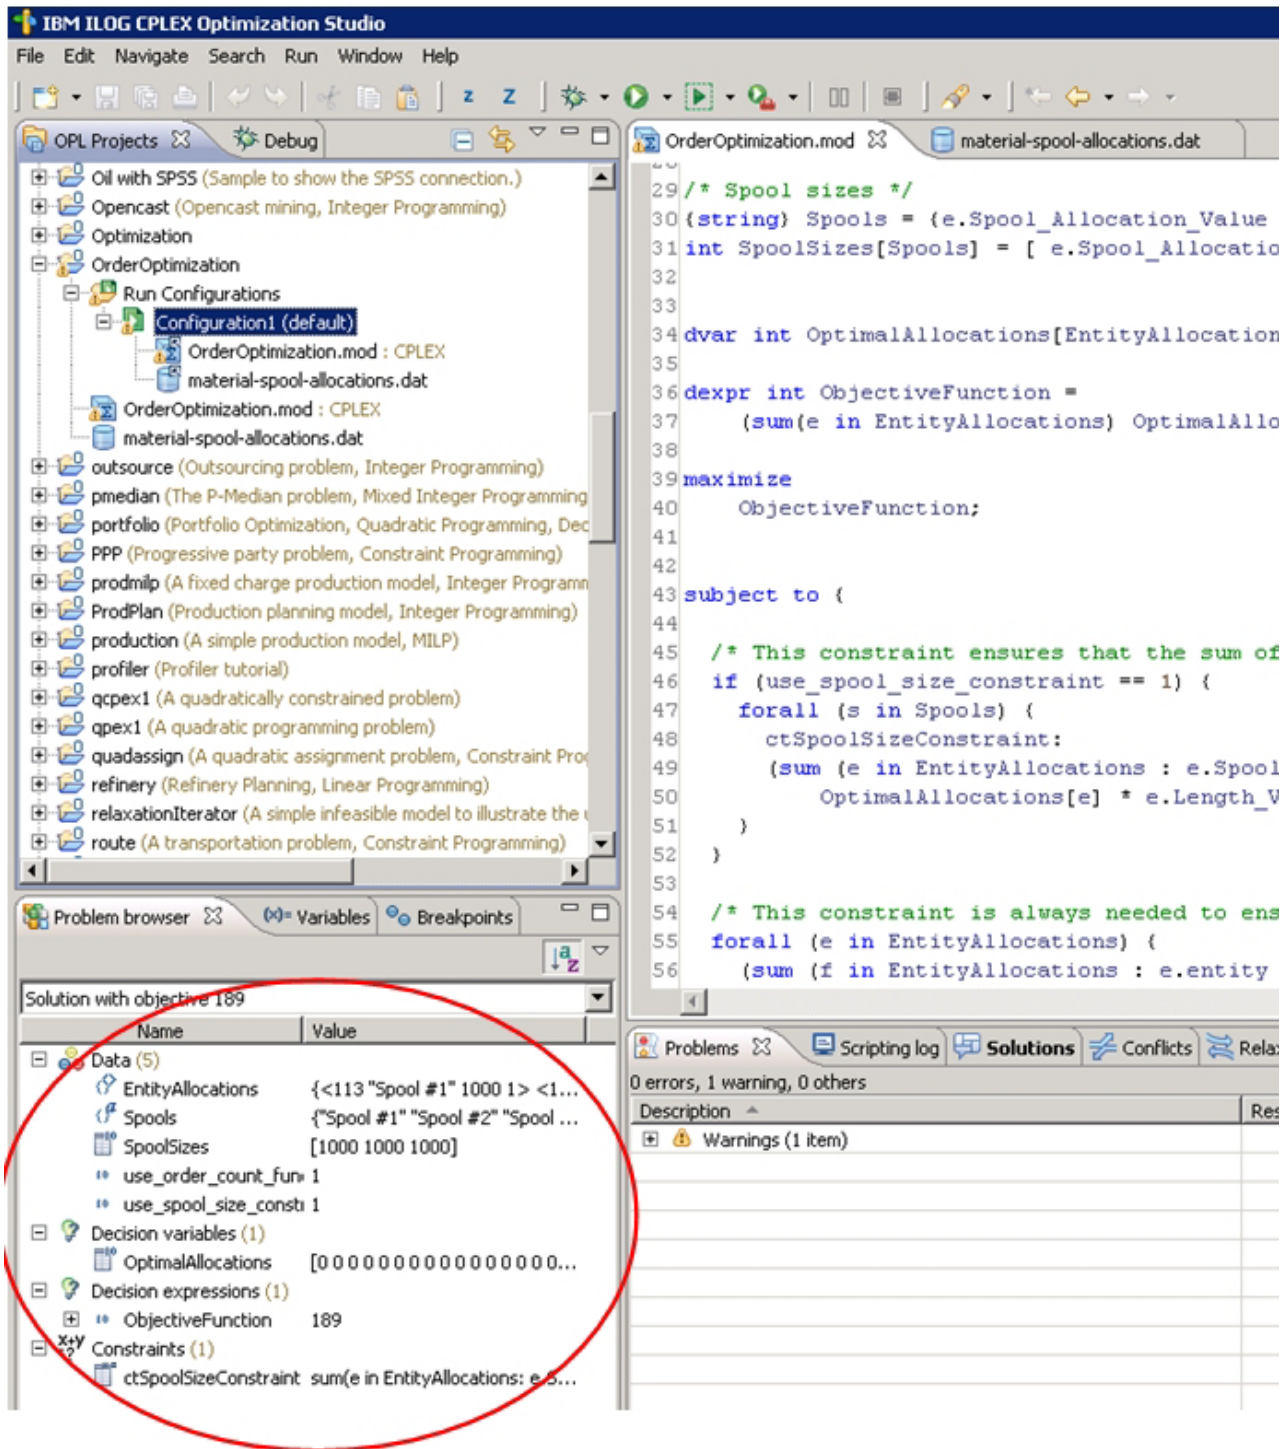 IBM ILOG CPLEX Optimization Studio
File Edit Navigate Search Run Window Help
OPL Projects Debug
Oil with SPSS (Sample to show the SPSS connection.)
Opencast (Opencast mining, Integer Programming)
Optimization
OrderOptimization
Run Configurations
Configuration1 (default)
OrderOptimization.mod : CPLEX
material-spool-allocations.dat
OrderOptimization.mod : CPLEX
material-spool-allocations.dat
outsource (Outsourcing problem, Integer Programming)
pmedian (The P-Median problem, Mixed Integer Programming
portfolio (Portfolio Optimization, Quadratic Programming, Dec
PPP (Progressive party problem, Constraint Programming)
prodmilp (A fixed charge production model, Integer Programm
ProdPlan (Production planning model, Integer Programming)
production (A simple production model, MILP)
profiler (Profiler tutorial)
qcpex1 (A quadratically constrained problem)
qpex1 (A quadratic programming problem)
quadassign (A quadratic assignment problem, Constraint Pro
refinery (Refinery Planning, Linear Programming)
relaxationIterator (A simple infeasible model to illustrate the
route (A transportation problem, Constraint Programming)
OrderOptimization.mod material-spool-allocations.dat
29 /* Spool sizes */
30 {string} Spools = {e.Spool_Allocation_Value
31 int SpoolSizes[Spools] = [ e.Spool_Allocatio
32
33
34 dvar int OptimalAllocations[EntityAllocation
35
36 dexpr int ObjectiveFunction =
37 (sum(e in EntityAllocations) OptimalAllo
38
39 maximize
40 ObjectiveFunction;
41
42
43 subject to {
44
45 /* This constraint ensures that the sum of
46 if (use_spool_size_constraint == 1) {
47 forall (s in Spools) {
48 ctSpoolSizeConstraint:
49 (sum (e in EntityAllocations : e.Spool
50 OptimalAllocations[e] * e.Length_V
51 }
52 }
53
54 /* This constraint is always needed to ens
55 forall (e in EntityAllocations) {
56 (sum (f in EntityAllocations : e.entity
Problem browser (x)= Variables Breakpoints
Solution with objective 189
Name Value
Data (5)
EntityAllocations {<113 "Spool #1" 1000 1> <1...
Spools {"Spool #1" "Spool #2" "Spool ...
SpoolSizes [1000 1000 1000]
use_order_count_fun 1
use_spool_size_constr 1
Decision variables (1)
OptimalAllocations [0 0 0 0 0 0 0 0 0 0 0 0 0 0 0 0 0...
Decision expressions (1)
ObjectiveFunction 189
Constraints (1)
ctSpoolSizeConstraint sum(e in EntityAllocations: e.S...
Problems Scripting log Solutions Conflicts Relax
0 errors, 1 warning, 0 others
Description Res
Warnings (1 item)